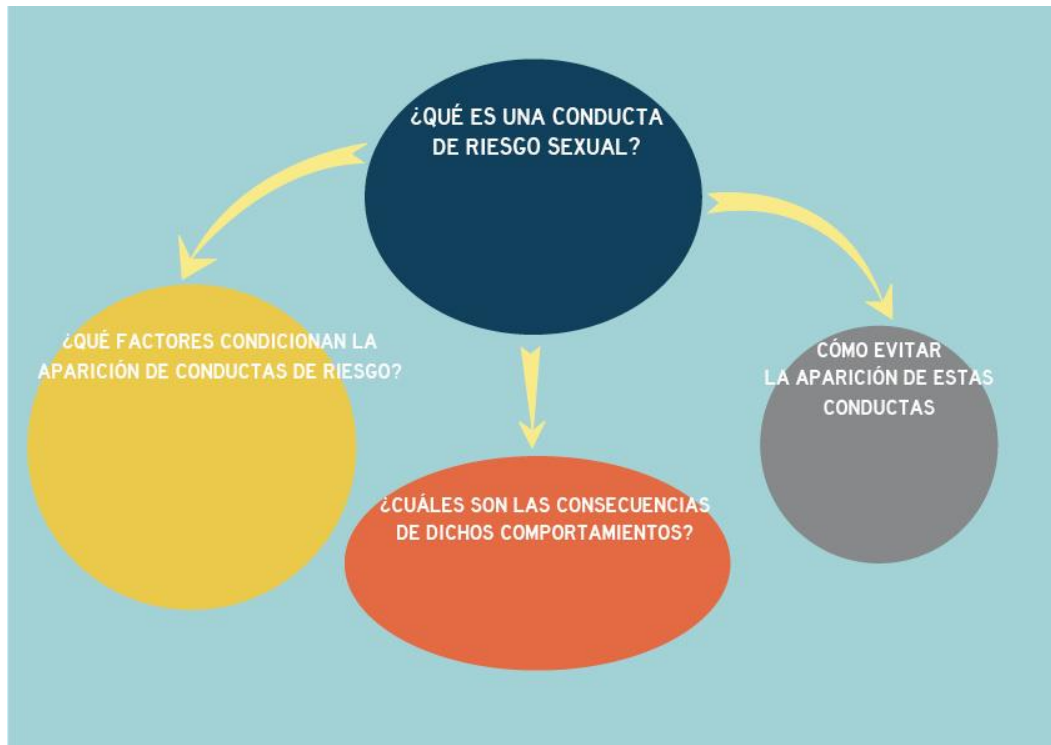 ¿QUÉ ES UNA CONDUCTA
DE RIESGO SEXUAL?
¿QUÉ FACTORES CONDICIONAN LA
APARICIÓN DE CONDUCTAS DE RIESGO?
CÓMO EVITAR
LA APARICIÓN DE ESTAS
CONDUCTAS
¿CUÁLES SON LAS CONSECUENCIAS
DE DICHOS COMPORTAMIENTOS?